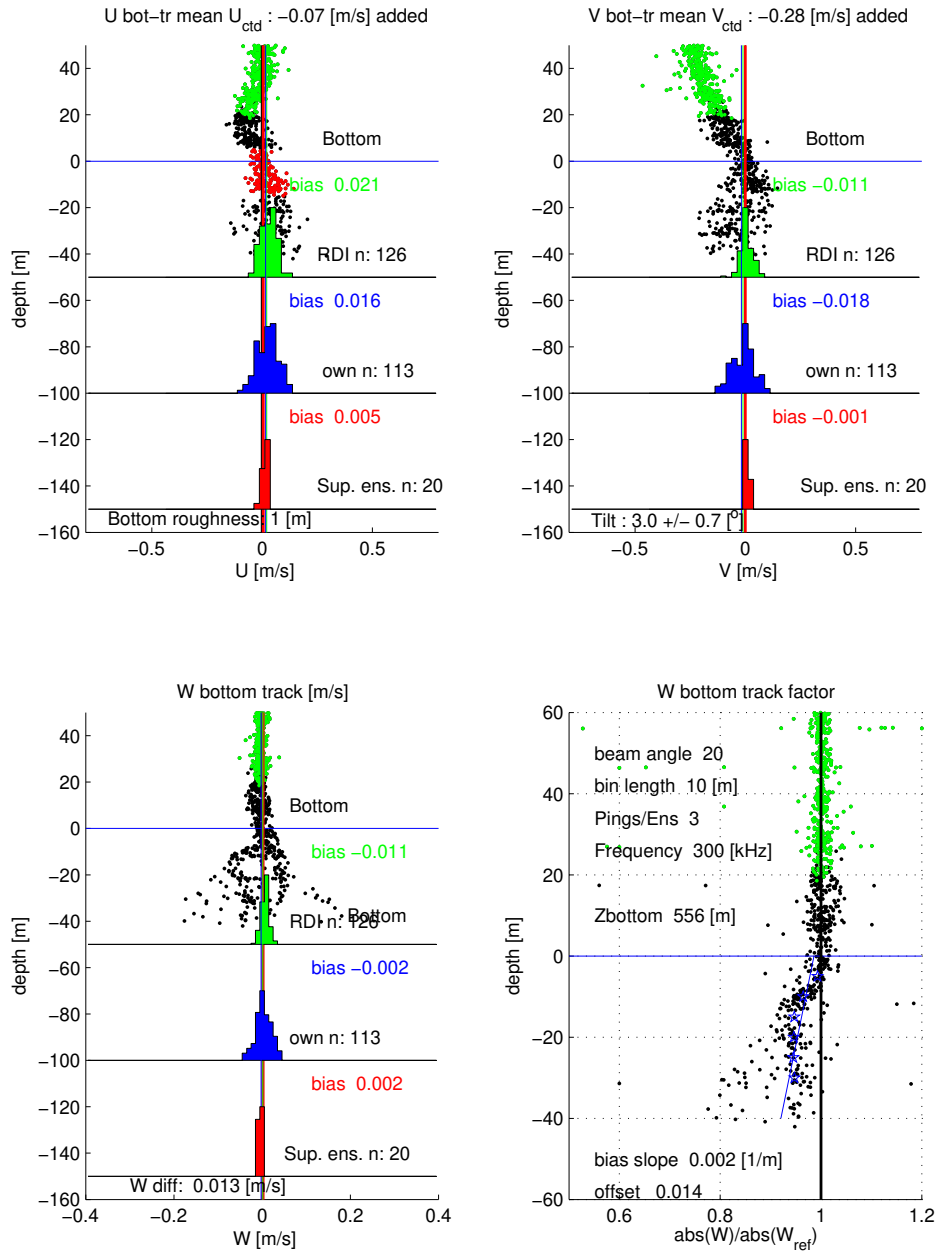 U bot−tr mean U_ctd : −0.07 [m/s] added
40
20
0
−20
−40
−60
−80
−100
−120
−140
−160
depth [m]
Bottom
bias 0.021
RDI n: 126
bias 0.016
own n: 113
bias 0.005
Sup. ens. n: 20
Bottom roughness: 1 [m]
−0.5
0
0.5
U [m/s]
V bot−tr mean V_ctd : −0.28 [m/s] added
40
20
0
−20
−40
−60
−80
−100
−120
−140
−160
depth [m]
Bottom
bias −0.011
RDI n: 126
bias −0.018
own n: 113
bias −0.001
Sup. ens. n: 20
Tilt : 3.0 +/− 0.7 [°]
−0.5
0
0.5
V [m/s]
W bottom track [m/s]
40
20
0
−20
−40
−60
−80
−100
−120
−140
−160
depth [m]
Bottom
bias −0.011
Bottom
RDI n: 126
bias −0.002
own n: 113
bias 0.002
Sup. ens. n: 20
W diff: 0.013 [m/s]
−0.4
−0.2
0
0.2
0.4
W [m/s]
W bottom track factor
60
40
20
0
−20
−40
−60
depth [m]
beam angle 20
bin length 10 [m]
Pings/Ens 3
Frequency 300 [kHz]
Zbottom 556 [m]
bias slope 0.002 [1/m]
offset 0.014
0.6
0.8
1
1.2
abs(W)/abs(W_ref)